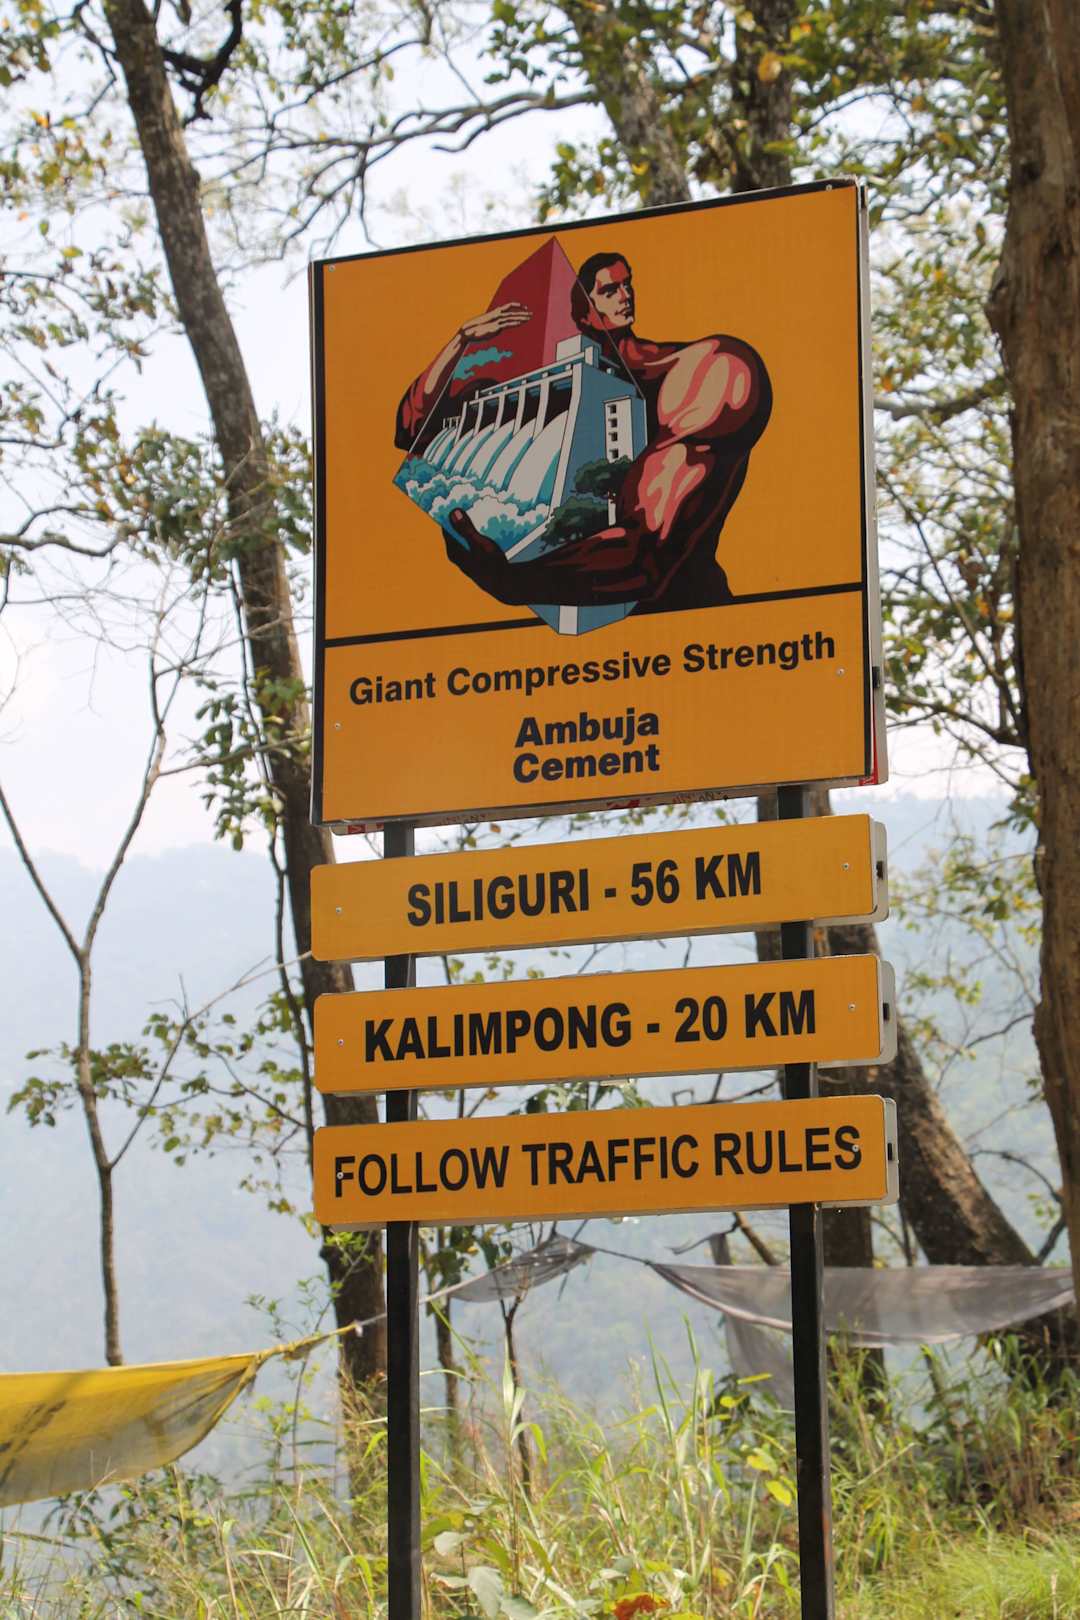 Giant Compressive Strength
Ambuja
Cement
SILIGURI - 56 KM
KALIMPONG - 20 KM
FOLLOW TRAFFIC RULES